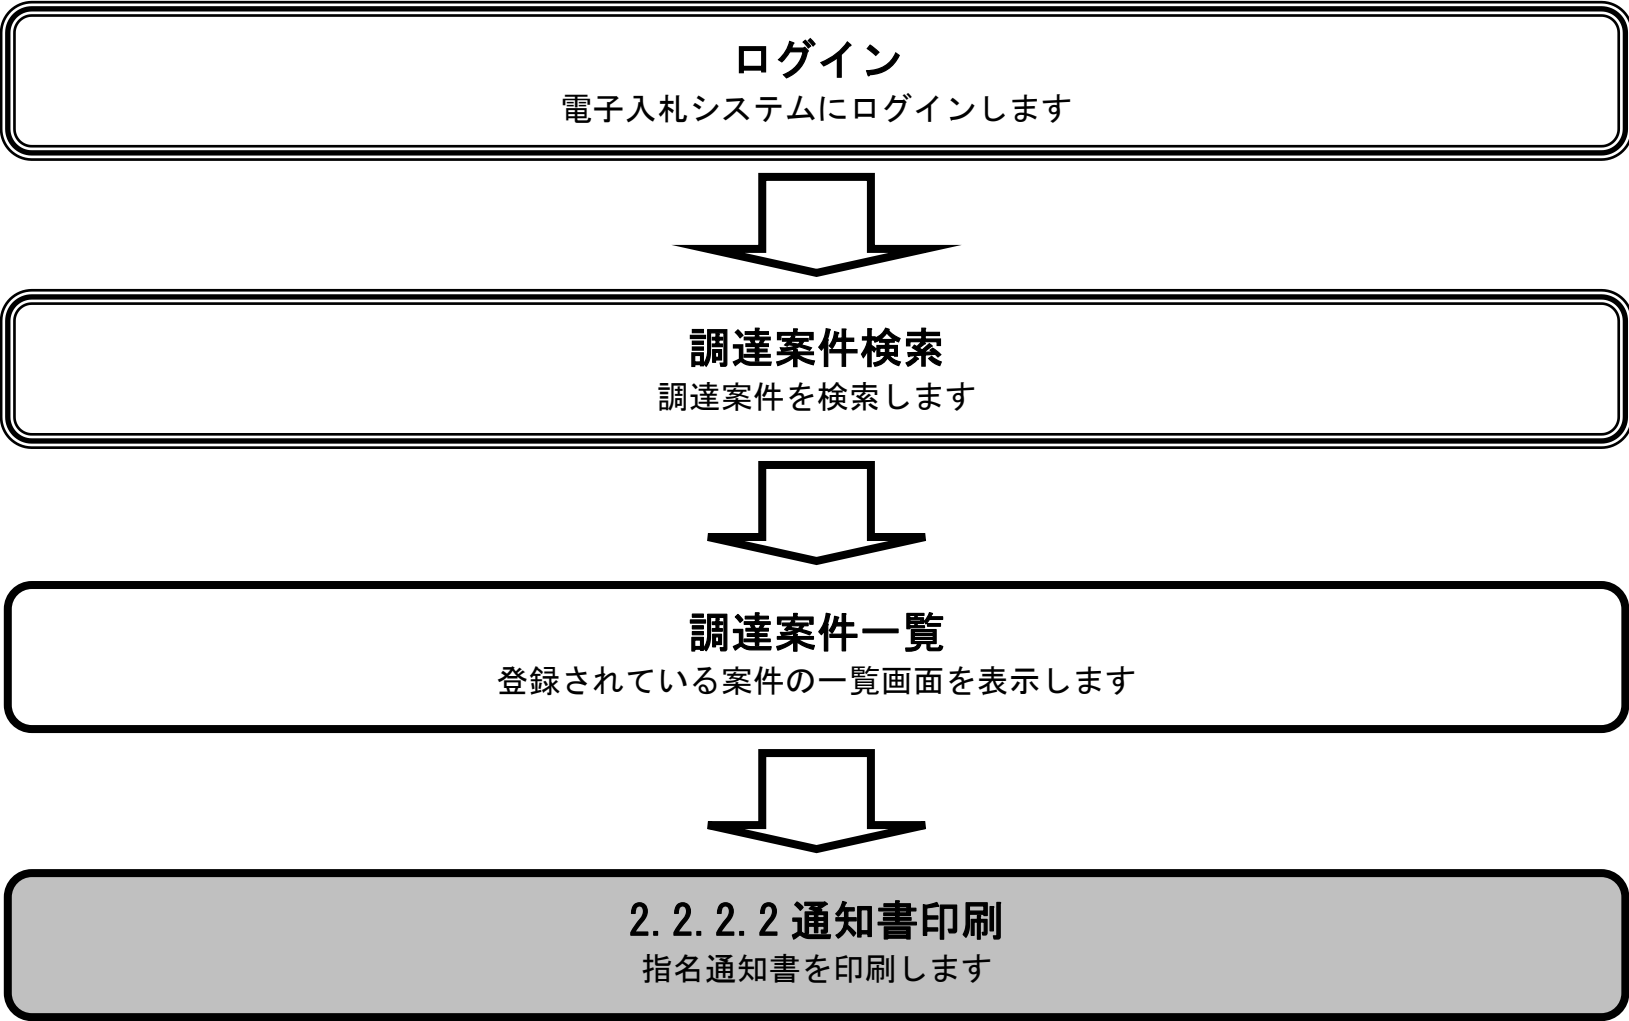 ログイン
電子入札システムにログインします
調達案件検索
調達案件を検索します
調達案件一覧
登録されている案件の一覧画面を表示します
2.2.2.2 通知書印刷
指名通知書を印刷します